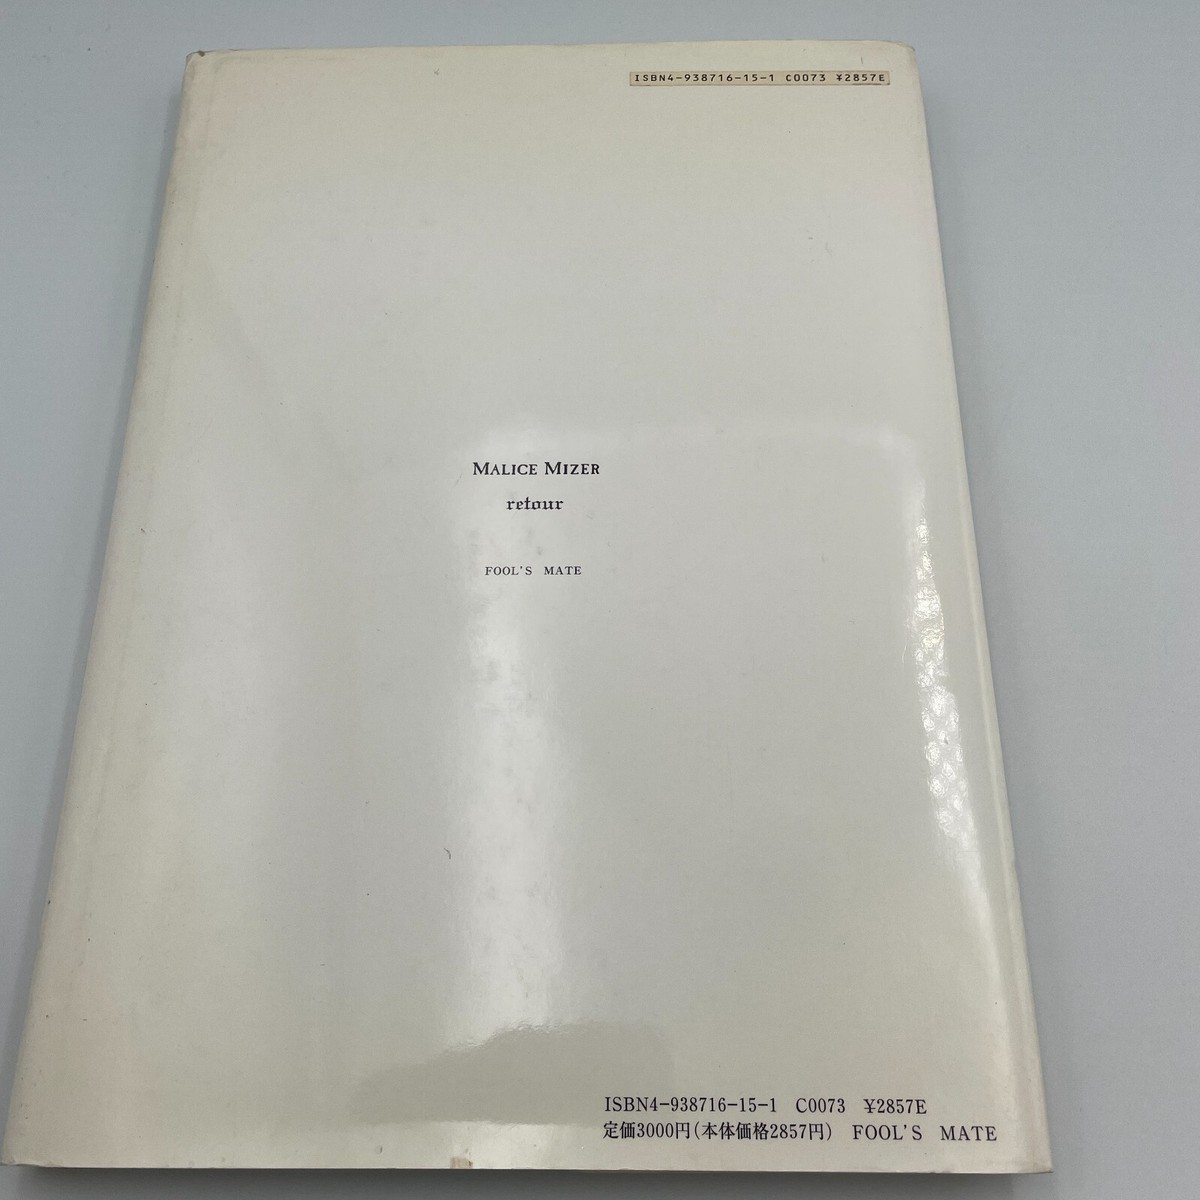 ISBN4-938716-15-1 C0073 ¥2857E
MALICE MIZER
retour
FOOL'S MATE
ISBN4-938716-15-1 C0073 ¥2857E
定価3000円(本体価格2857円) FOOL'S MATE